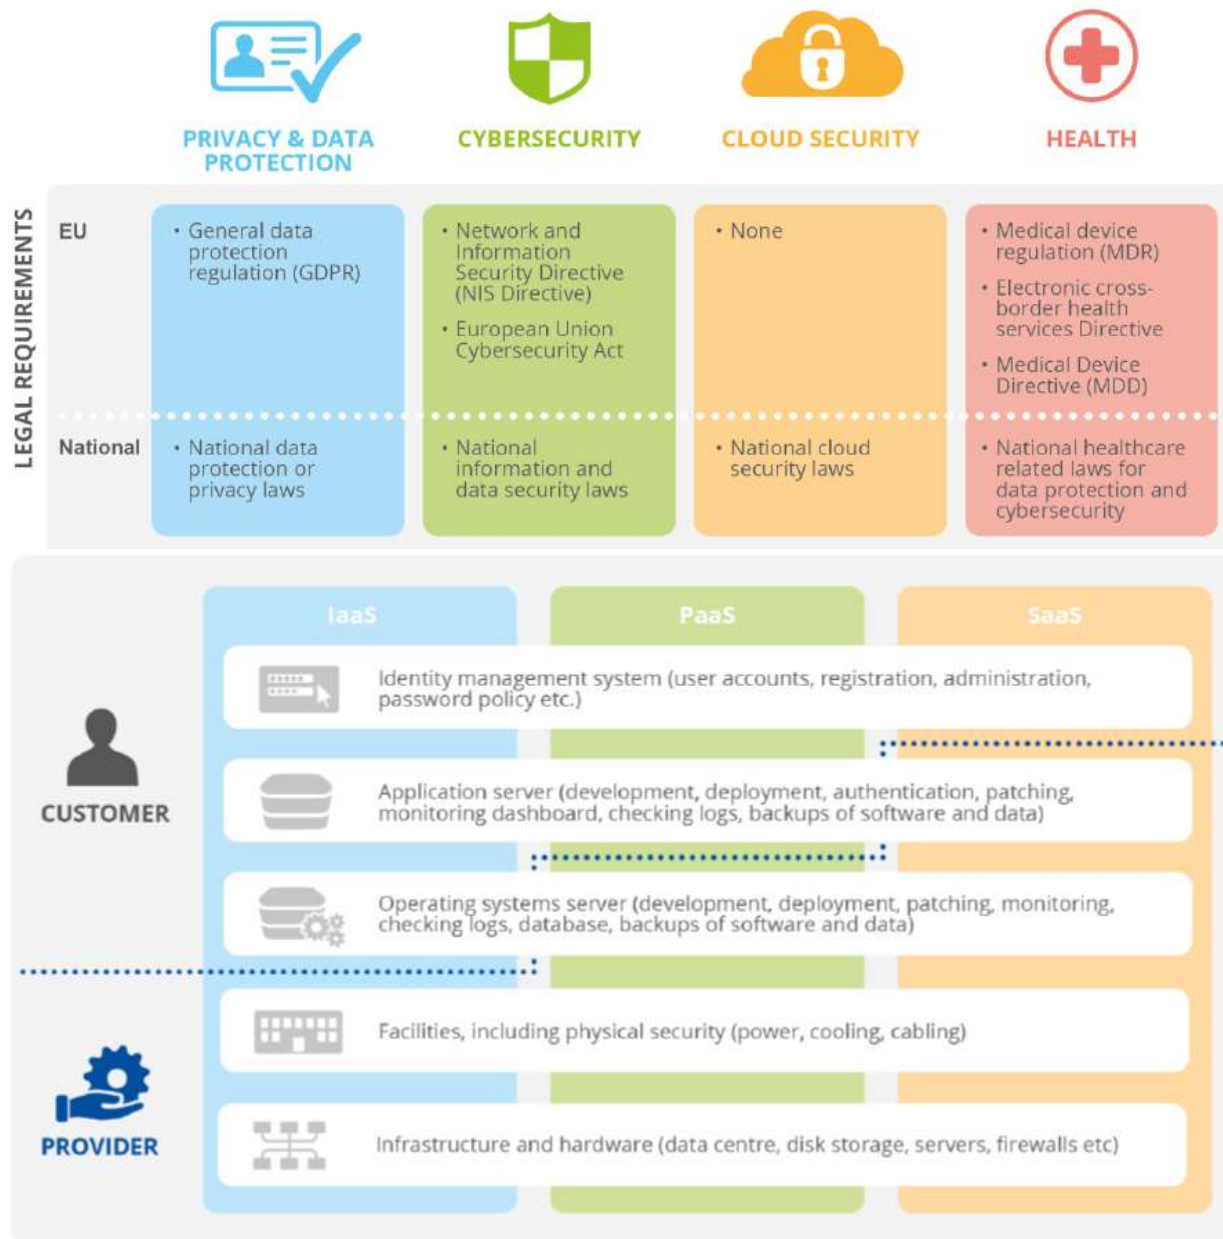 PRIVACY & DATA
PROTECTION
CYBERSECURITY
CLOUD SECURITY
HEALTH
LEGAL REQUIREMENTS
EU
• General data
protection
regulation (GDPR)
• Network and
Information
Security Directive
(NIS Directive)
• European Union
Cybersecurity Act
• None
• Medical device
regulation (MDR)
• Electronic cross-
border health
services Directive
• Medical Device
Directive (MDD)
National
• National data
protection or
privacy laws
• National
information and
data security laws
• National cloud
security laws
• National healthcare
related laws for
data protection and
cybersecurity
IaaS
PaaS
SaaS
CUSTOMER
Identity management system (user accounts, registration, administration,
password policy etc.)
Application server (development, deployment, authentication, patching,
monitoring dashboard, checking logs, backups of software and data)
Operating systems server (development, deployment, patching, monitoring,
checking logs, database, backups of software and data)
PROVIDER
Facilities, including physical security (power, cooling, cabling)
Infrastructure and hardware (data centre, disk storage, servers, firewalls etc)